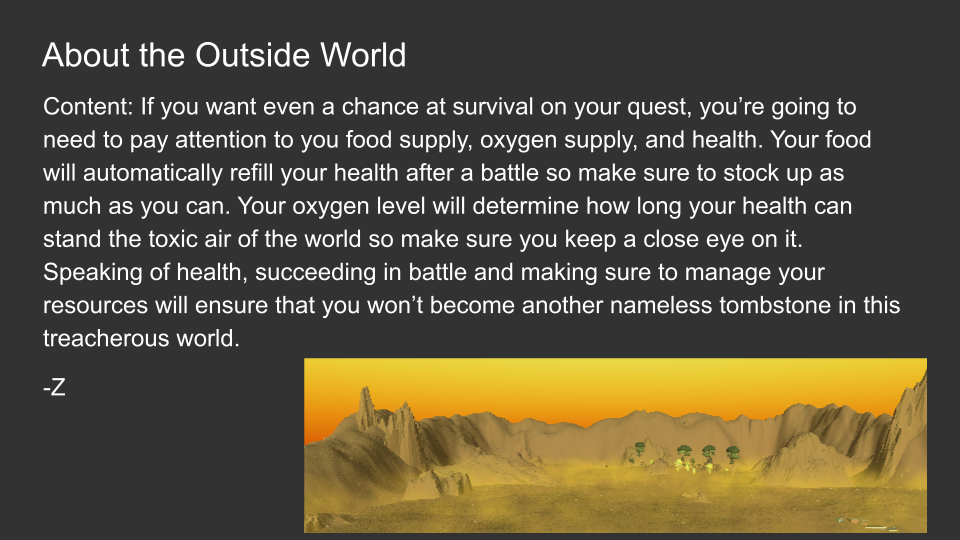 About the Outside World
Content: If you want even a chance at survival on your quest, you’re going to
need to pay attention to you food supply, oxygen supply, and health. Your food
will automatically refill your health after a battle so make sure to stock up as
much as you can. Your oxygen level will determine how long your health can
stand the toxic air of the world so make sure you keep a close eye on it.
Speaking of health, succeeding in battle and making sure to manage your
resources will ensure that you won’t become another nameless tombstone in this
treacherous world.
-Z